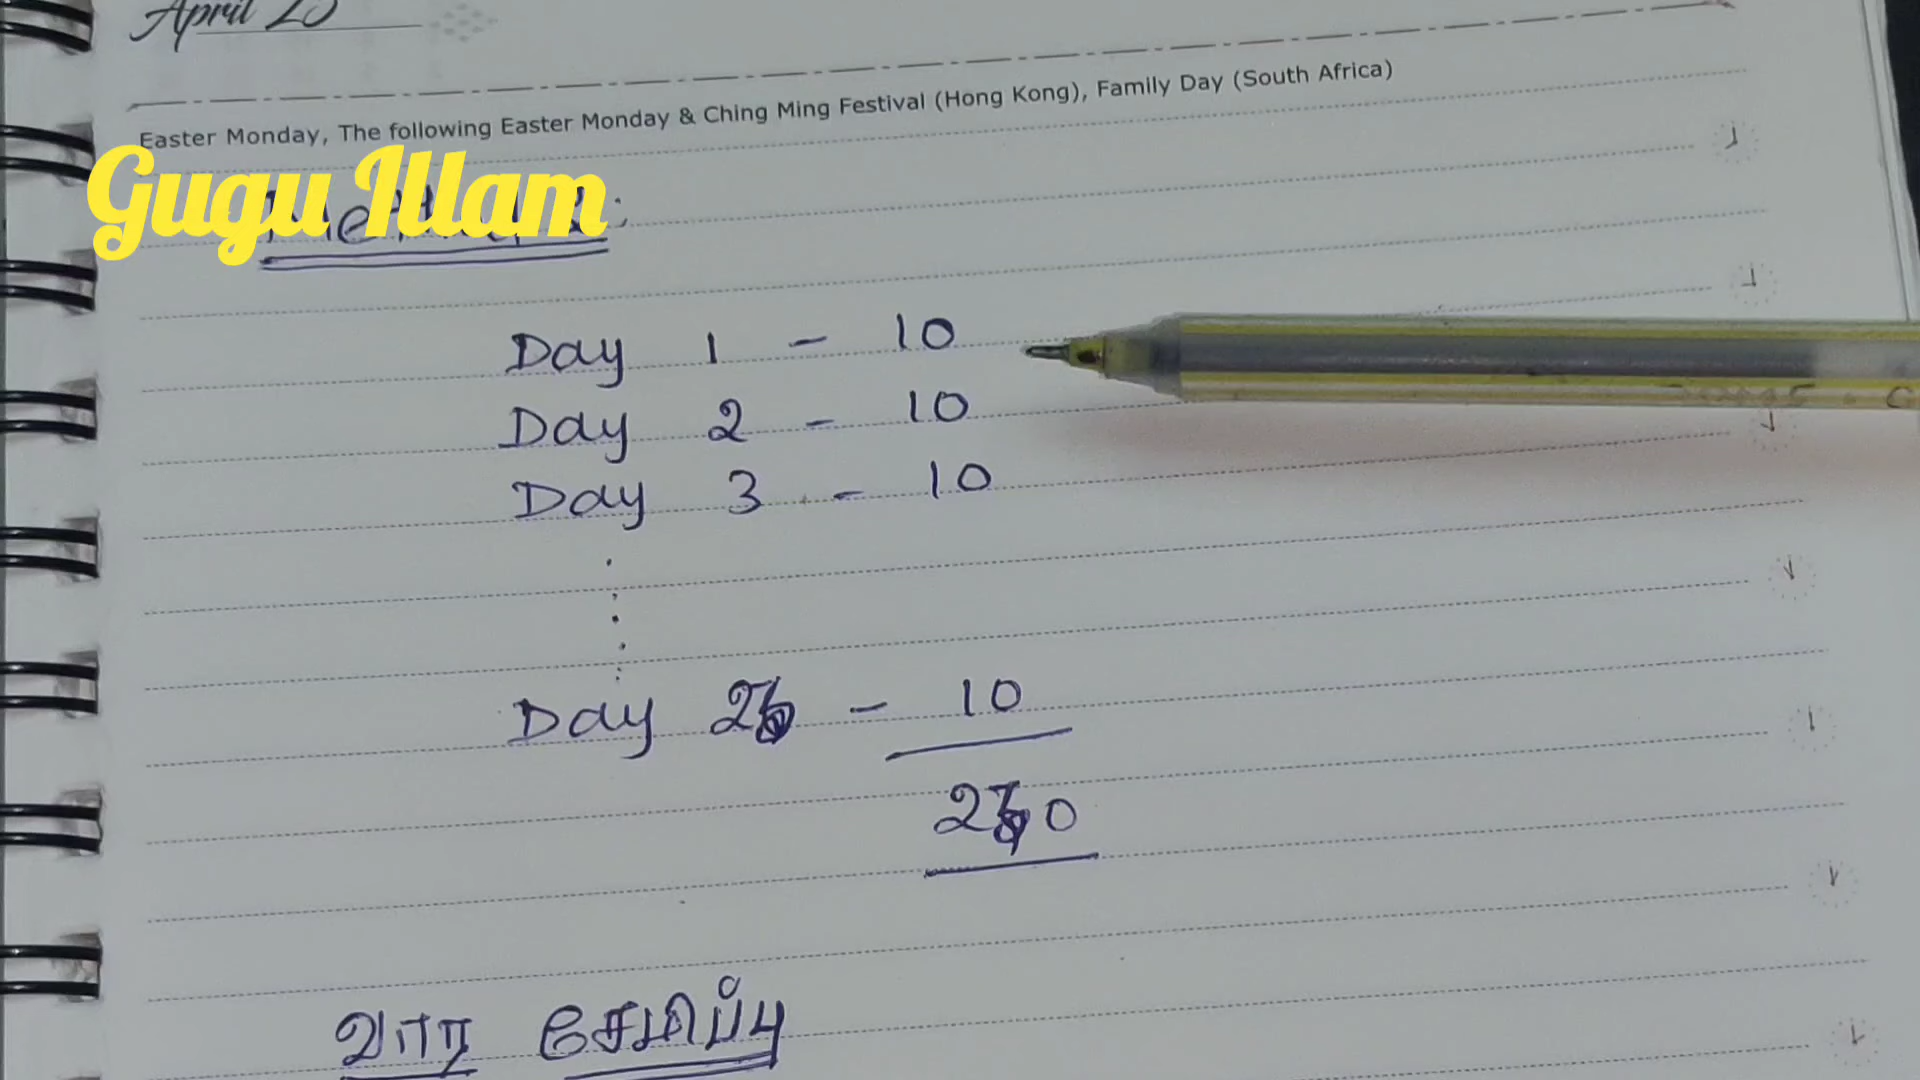 April 25
Easter Monday, The following Easter Monday & Ching Ming Festival (Hong Kong), Family Day (South Africa)
Gugu Illam
Day 1 - 10
Day 2 - 10
Day 3 - 10
Day 26 - 10
260
வார சேமிப்பு